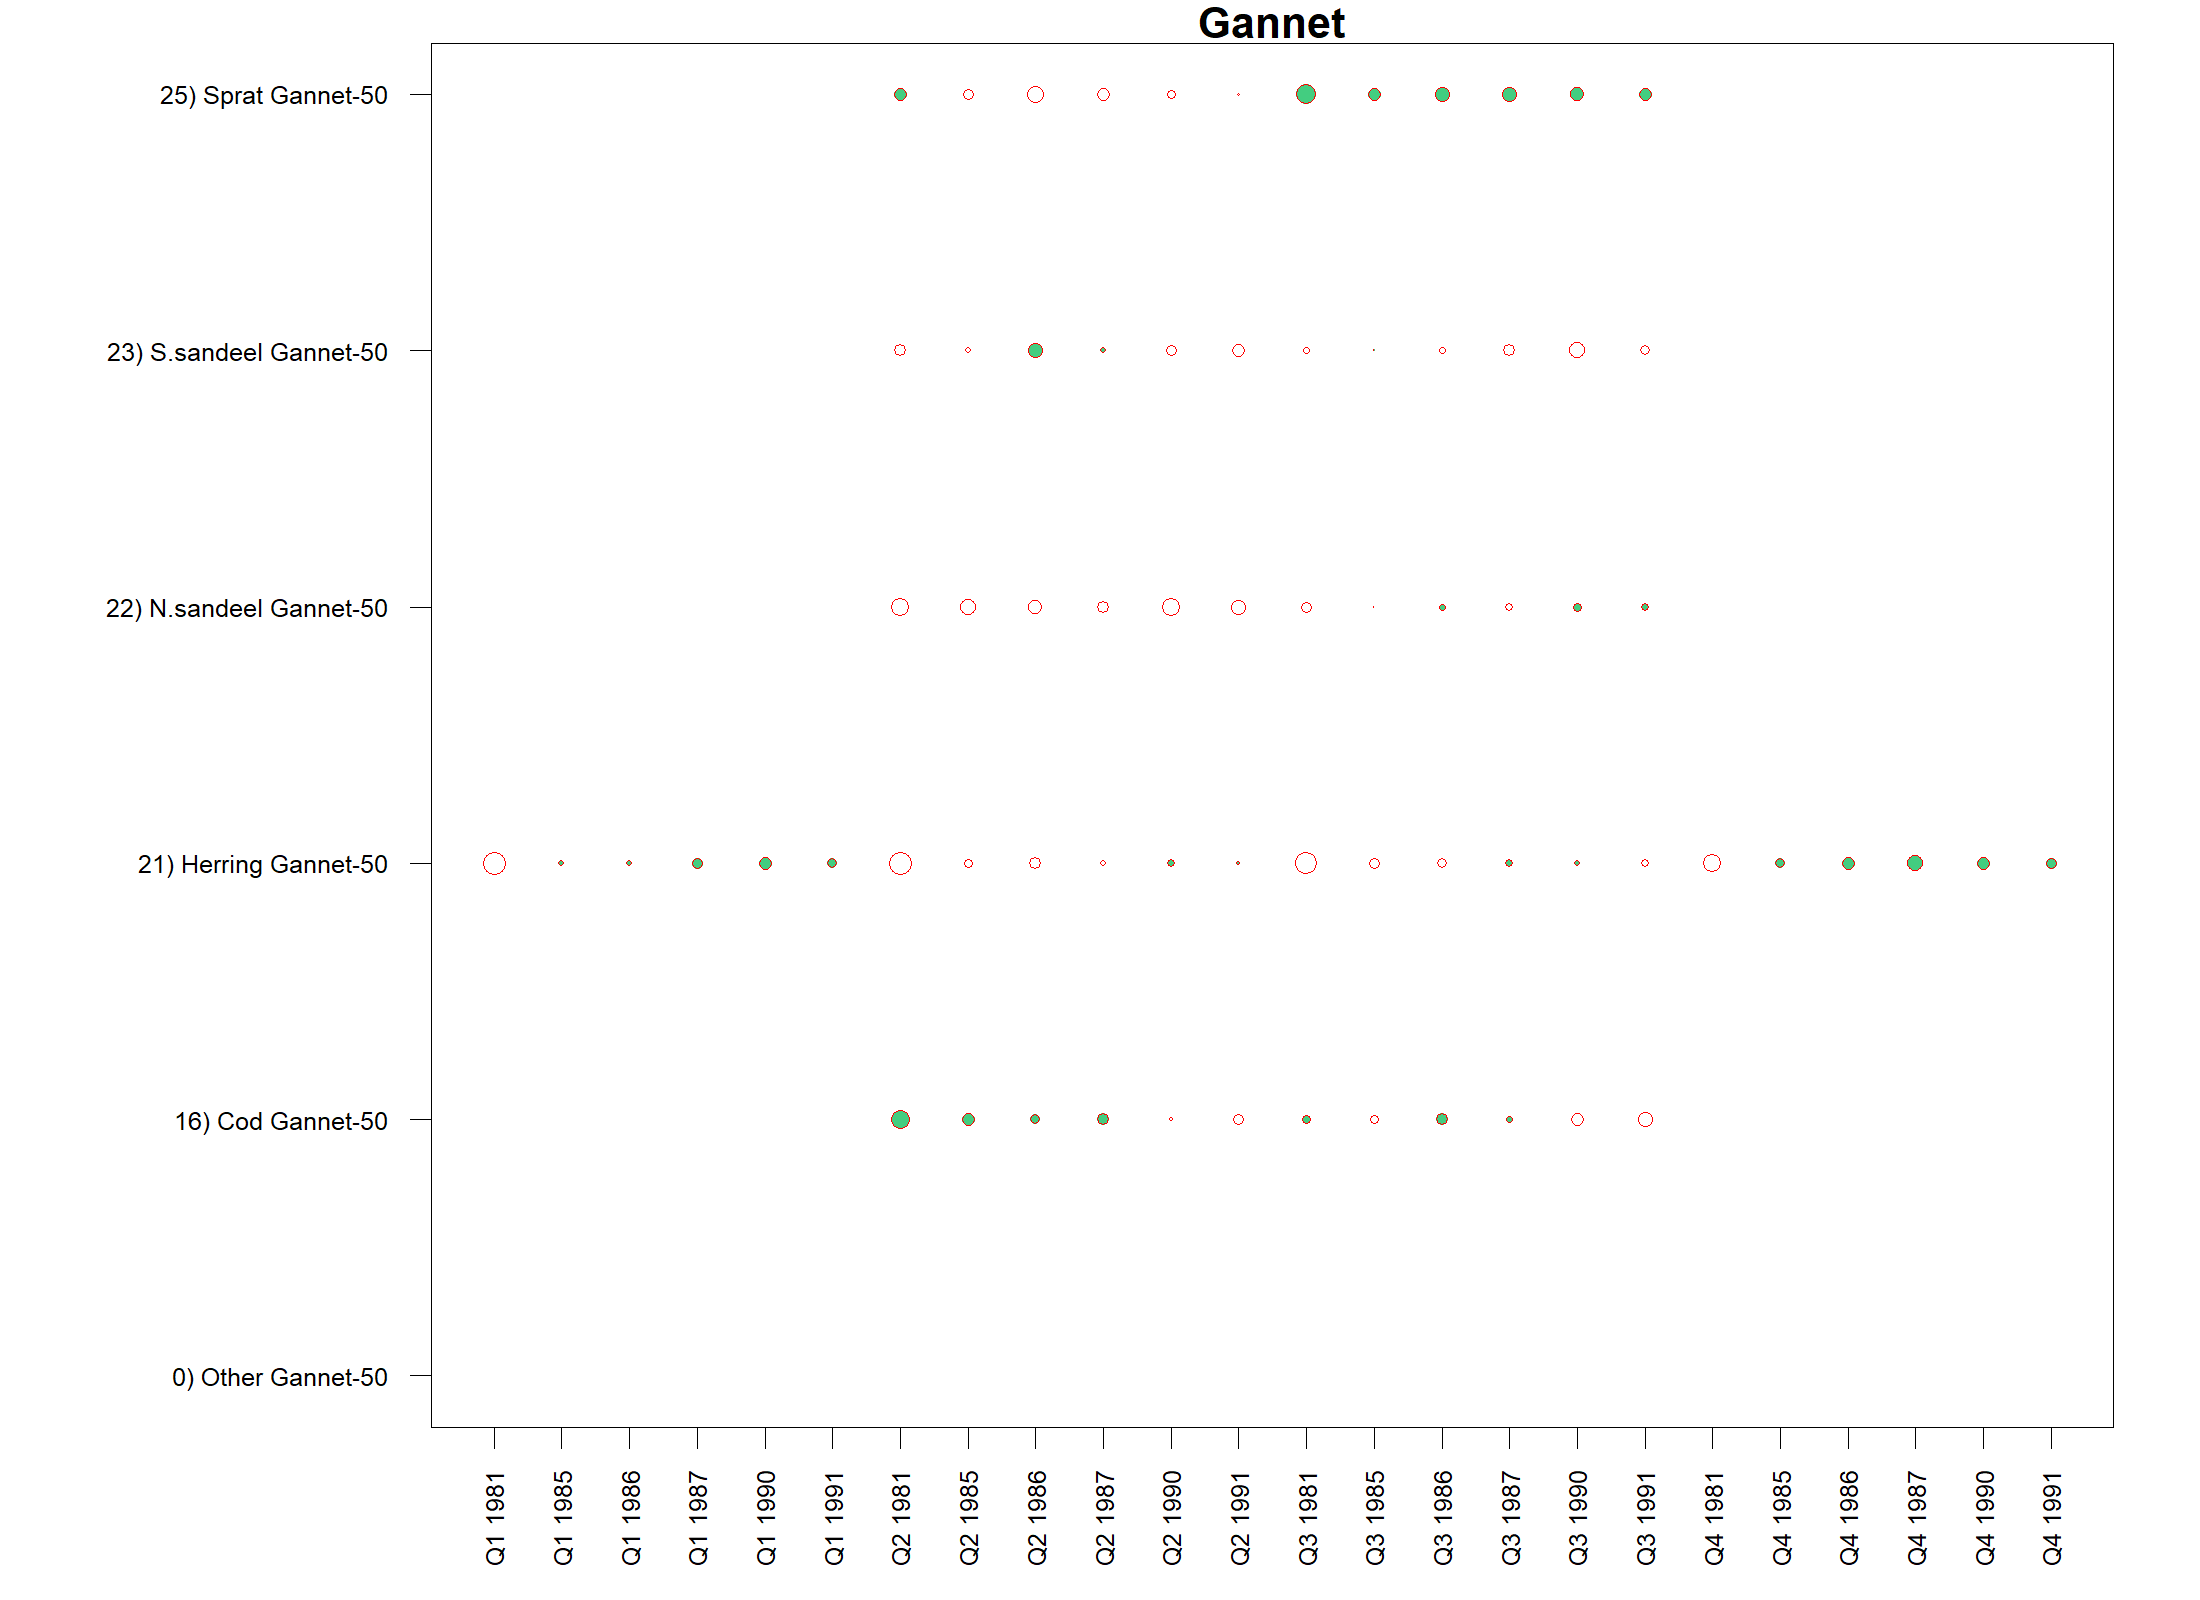 Gannet
25) Sprat Gannet-50
23) S.sandeel Gannet-50
22) N.sandeel Gannet-50
21) Herring Gannet-50
16) Cod Gannet-50
0) Other Gannet-50
Q1 1981
Q1 1985
Q1 1986
Q1 1987
Q1 1990
Q1 1991
Q2 1981
Q2 1985
Q2 1986
Q2 1987
Q2 1990
Q2 1991
Q3 1981
Q3 1985
Q3 1986
Q3 1987
Q3 1990
Q3 1991
Q4 1981
Q4 1985
Q4 1986
Q4 1987
Q4 1990
Q4 1991